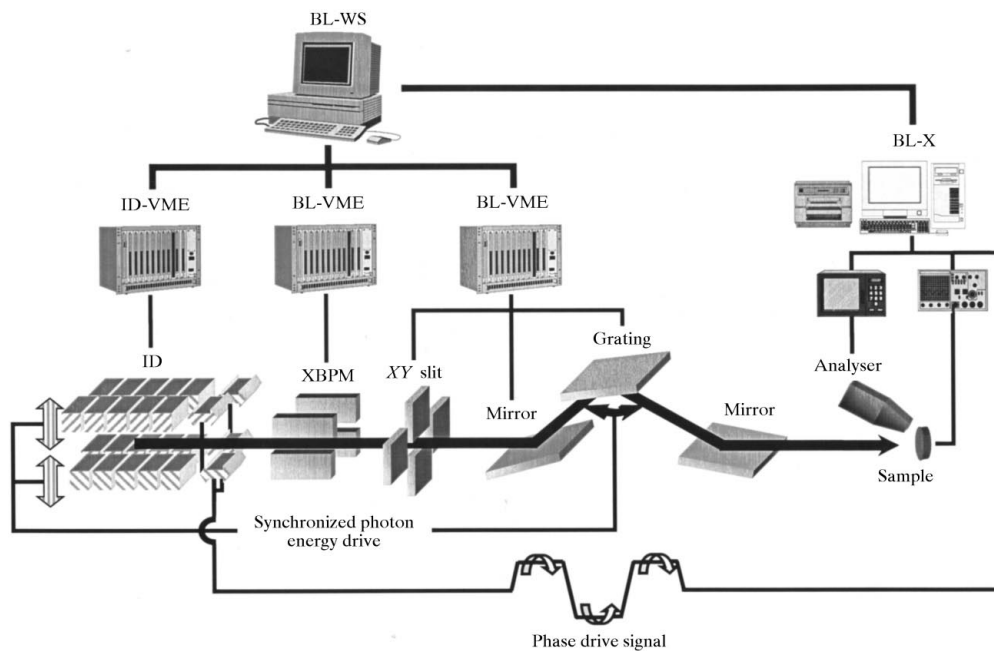 BL-WS
BL-X
ID-VME
BL-VME
BL-VME
Grating
ID
XBPM
XY slit
Analyser
Mirror
Mirror
Sample
Synchronized photon
energy drive
Phase drive signal